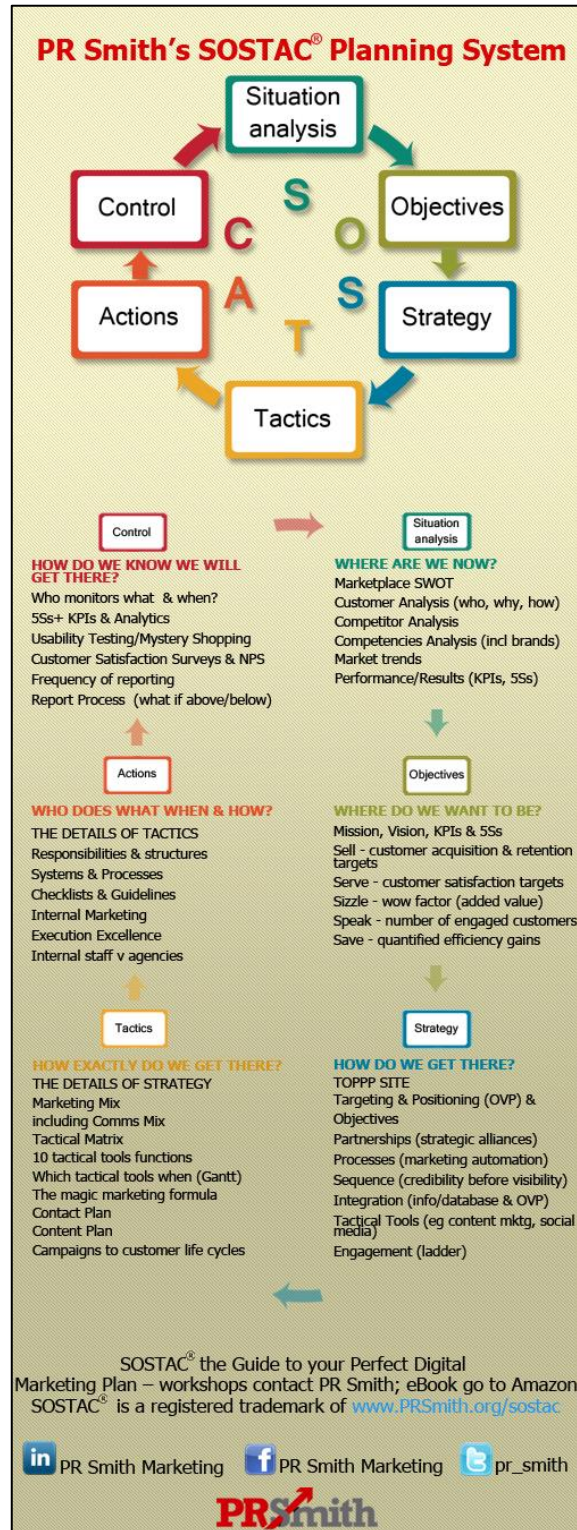 PR Smith's SOSTAC® Planning System
Situation
analysis
Control
Objectives
S
C
O
A
S
T
Actions
Strategy
Tactics
Control
HOW DO WE KNOW WE WILL
GET THERE?
Who monitors what & when?
5Ss+ KPIs & Analytics
Usability Testing/Mystery Shopping
Customer Satisfaction Surveys & NPS
Frequency of reporting
Report Process (what if above/below)
Situation
analysis
WHERE ARE WE NOW?
Marketplace SWOT
Customer Analysis (who, why, how)
Competitor Analysis
Competencies Analysis (incl brands)
Market trends
Performance/Results (KPIs, 5Ss)
Actions
WHO DOES WHAT WHEN & HOW?
THE DETAILS OF TACTICS
Responsibilities & structures
Systems & Processes
Checklists & Guidelines
Internal Marketing
Execution Excellence
Internal staff v agencies
Objectives
WHERE DO WE WANT TO BE?
Mission, Vision, KPIs & 5Ss
Sell - customer acquisition & retention
targets
Serve - customer satisfaction targets
Sizzle - wow factor (added value)
Speak - number of engaged customers
Save - quantified efficiency gains
Tactics
HOW EXACTLY DO WE GET THERE?
THE DETAILS OF STRATEGY
Marketing Mix
including Comms Mix
Tactical Matrix
10 tactical tools functions
Which tactical tools when (Gantt)
The magic marketing formula
Contact Plan
Content Plan
Campaigns to customer life cycles
Strategy
HOW DO WE GET THERE?
TOPPP SITE
Targeting & Positioning (OVP) &
Objectives
Partnerships (strategic alliances)
Processes (marketing automation)
Sequence (credibility before visibility)
Integration (info/database & OVP)
Tactical Tools (eg content mktg, social
media)
Engagement (ladder)
SOSTAC® the Guide to your Perfect Digital
Marketing Plan – workshops contact PR Smith; eBook go to Amazon
SOSTAC® is a registered trademark of www.PRSmith.org/sostac
in PR Smith Marketing f PR Smith Marketing t pr_smith
PRSmith